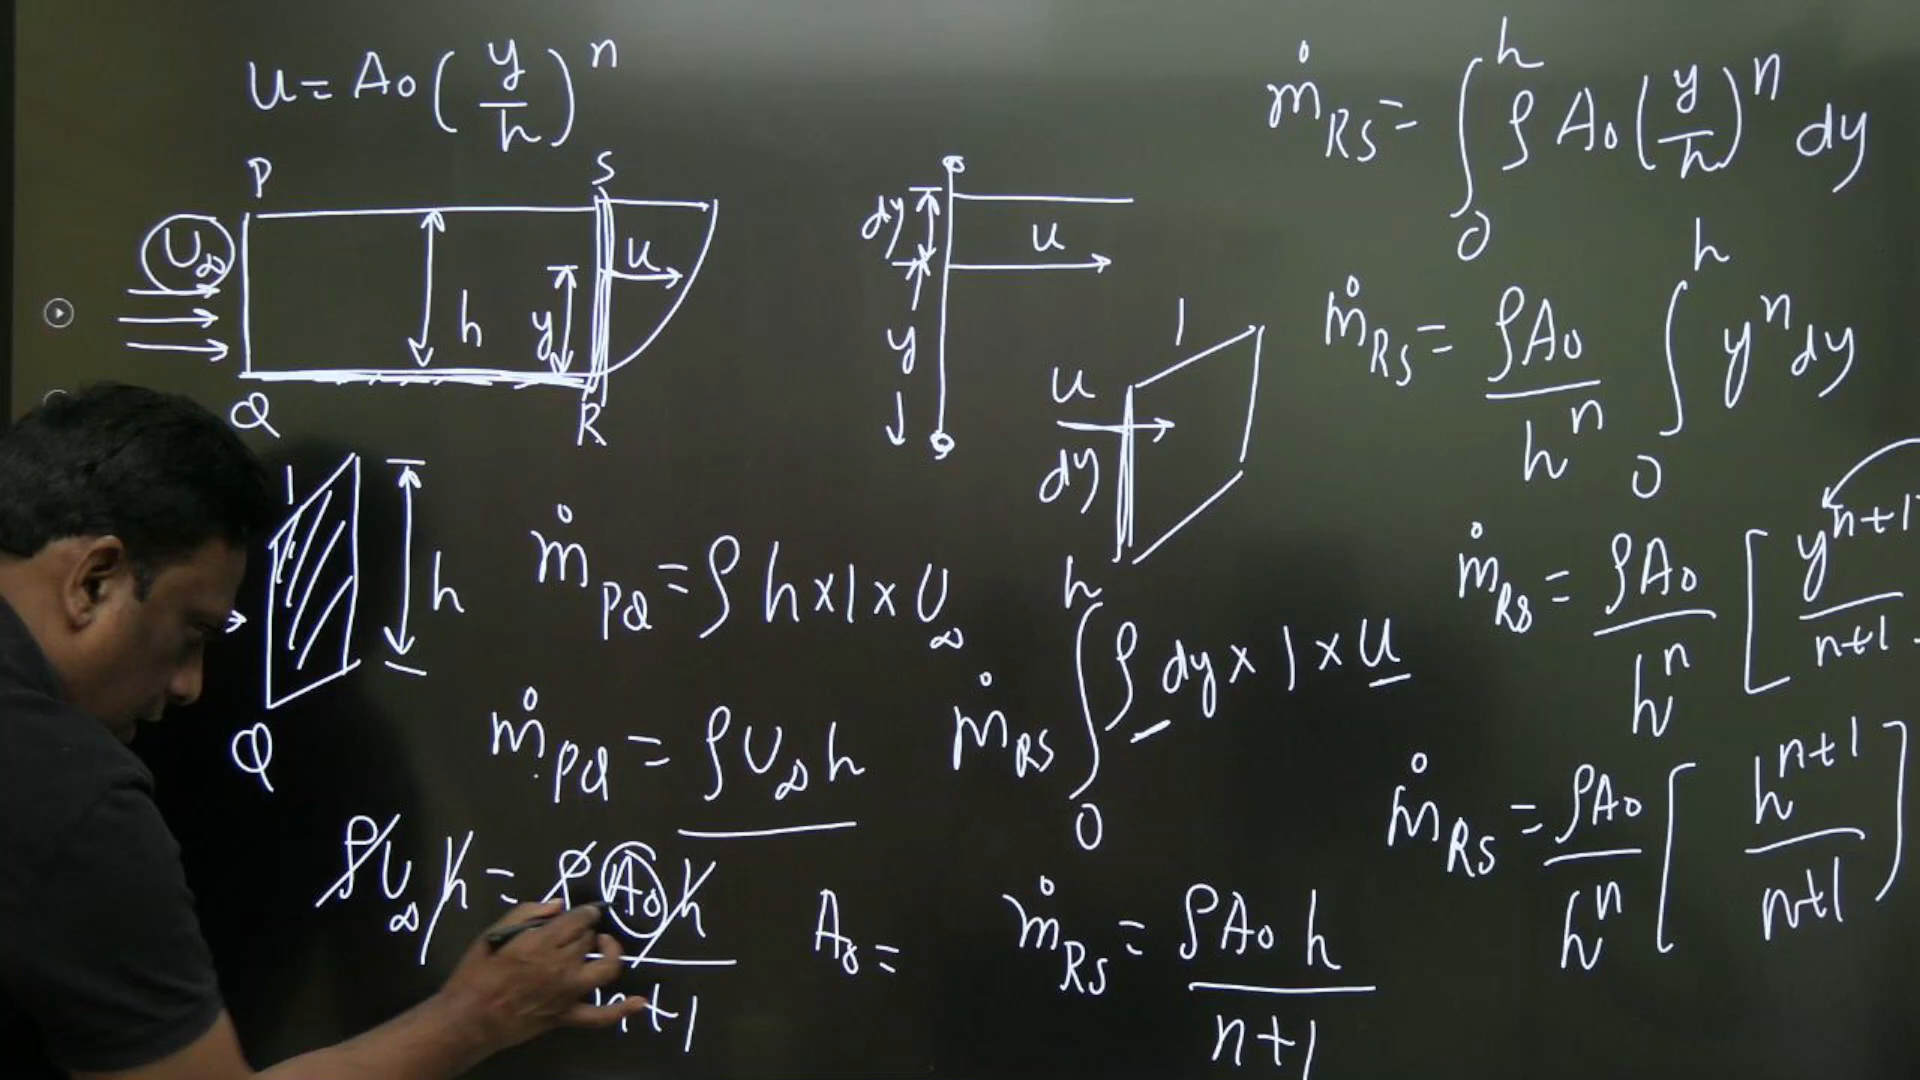 u = A₀ (y/h)ⁿ
P
S
U∞
u
h
y
Q
R
dy
u
y
1
u
dy
1
h
Q
ṁ_PQ = ρ h×1×U∞
ṁ_PQ = ρ U∞ h
ρ U∞ h = ρ A₀ h / n+1
A₀ =
ṁ_RS ∫₀ʰ ρ dy × 1 × u
ṁ_RS = ρA₀ h / n+1
ṁ_RS = ∫₀ʰ ρ A₀ (y/h)ⁿ dy
ṁ_RS = ρA₀/hⁿ ∫₀ʰ yⁿ dy
ṁ_RS = ρA₀/hⁿ [ yⁿ⁺¹/n+1
ṁ_RS = ρA₀/hⁿ [ hⁿ⁺¹/n+1 ]